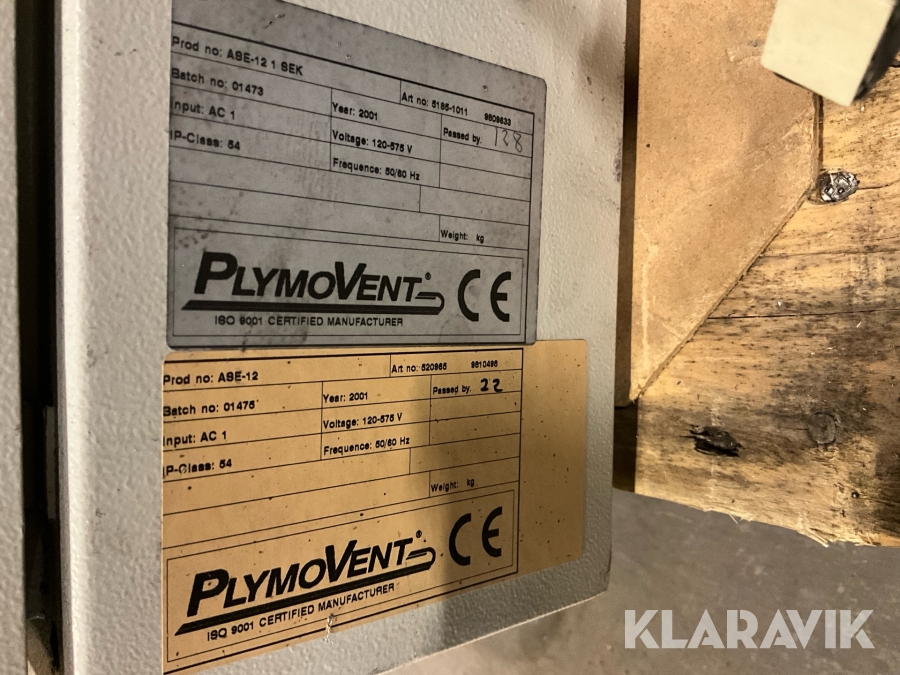 Prod no: ASE-12 1 SEK
Art no: 5185-1011 9809633
Batch no: 01473
Year: 2001
Passed by. 128
Input: AC 1
Voltage: 120-575 V
IP-Class: 54
Frequence: 50/60 Hz
Weight: kg
PLYMOVENT® CE
ISO 9001 CERTIFIED MANUFACTURER
Prod no: ASE-12
Art no: 520965 9810496
Batch no: 01475
Year: 2001
Passed by. 22
Input: AC 1
Voltage: 120-575 V
IP-Class: 54
Frequence: 50/60 Hz
Weight: kg
PLYMOVENT® CE
ISO 9001 CERTIFIED MANUFACTURER
KLARAVIK